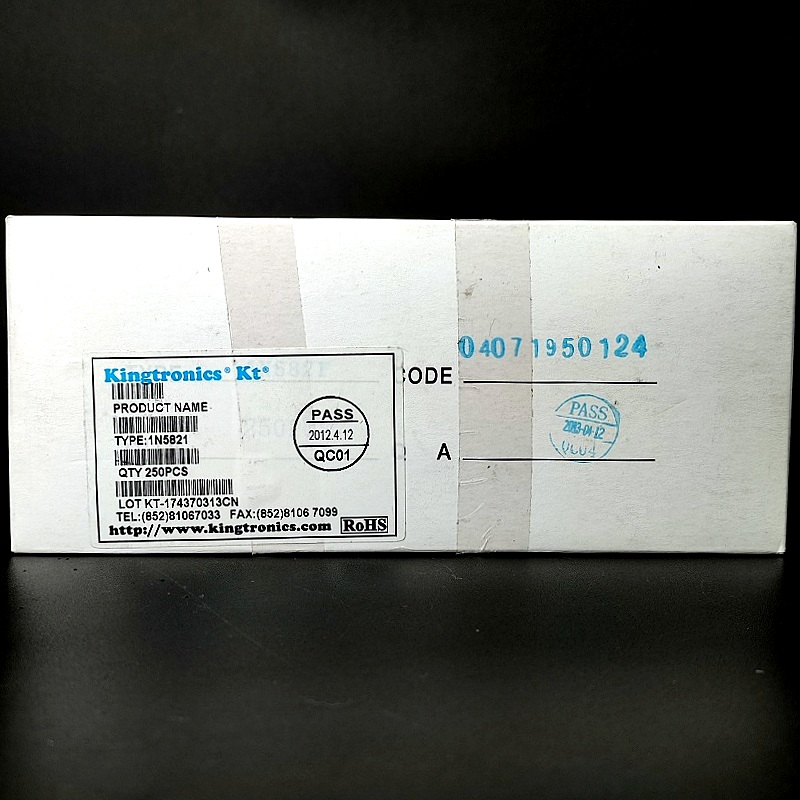 04071950124
CODE
A
PASS
Kingtronics® Kt®
PRODUCT NAME
TYPE:1N5821
QTY 250PCS
LOT KT-174370313CN
TEL:(852)81067033 FAX:(852)8106 7099
http://www.kingtronics.com RoHS
PASS
2012.4.12
QC01